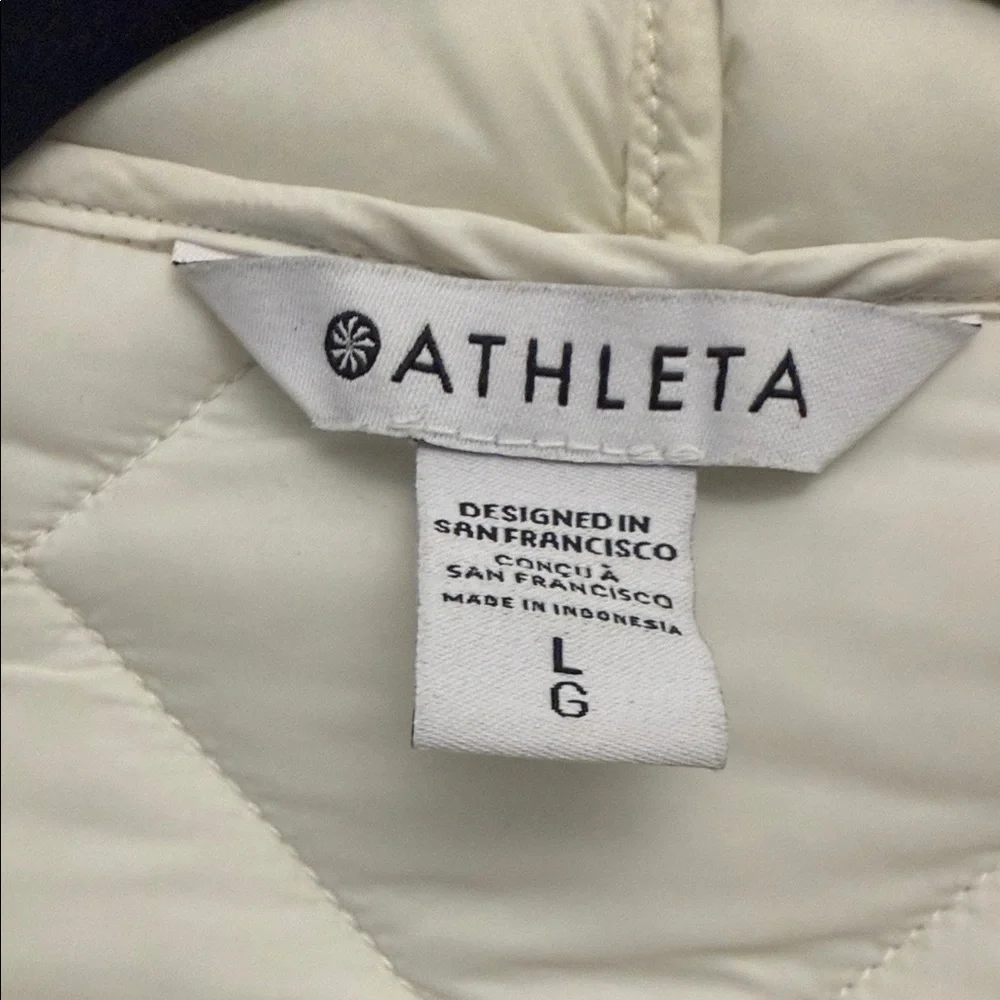 ATHLETA
DESIGNED IN
SAN FRANCISCO
CONÇU À
SAN FRANCISCO
MADE IN INDONESIA
L
G